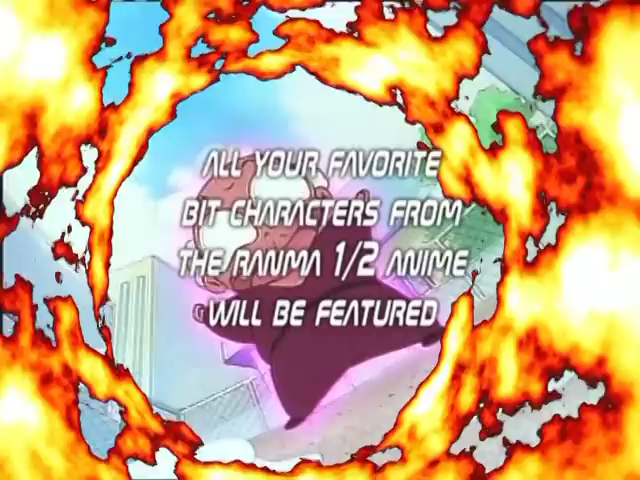 ALL YOUR FAVORITE
BIT CHARACTERS FROM
THE RANMA 1/2 ANIME
WILL BE FEATURED